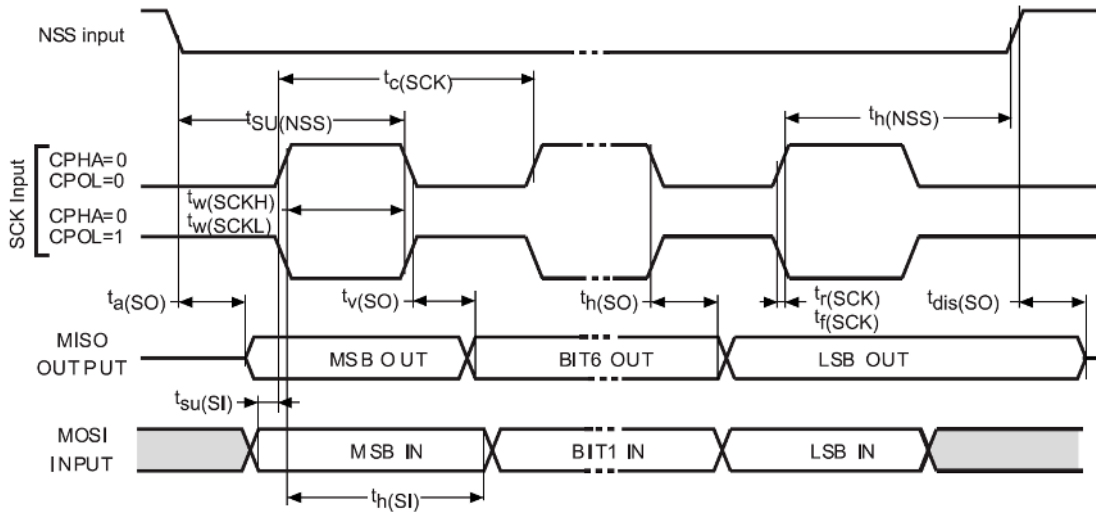 NSS input
tc(SCK)
tSU(NSS)
th(NSS)
SCK Input
CPHA=0
CPOL=0
tw(SCKH)
CPHA=0
tw(SCKL)
CPOL=1
ta(SO)
tv(SO)
th(SO)
tr(SCK)
tf(SCK)
tdis(SO)
MISO
OUTPUT
MSB OUT
BIT6 OUT
LSB OUT
tsu(SI)
MOSI
INPUT
MSB IN
BIT1 IN
LSB IN
th(SI)